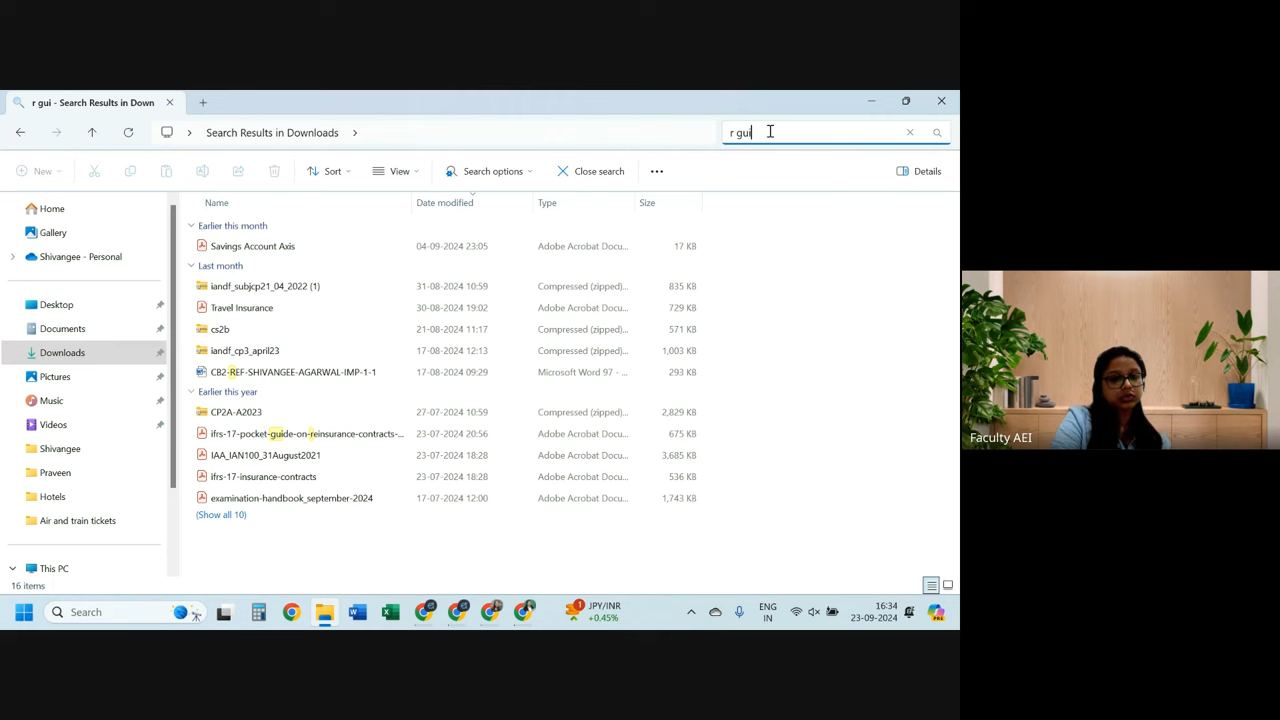 r gui - Search Results in Down
Search Results in Downloads
r gui
New
Sort
View
Search options
Close search
Details
Name Date modified Type Size
Home
Gallery
Shivangee - Personal
Desktop
Documents
Downloads
Pictures
Music
Videos
Shivangee
Praveen
Hotels
Air and train tickets
This PC
Earlier this month
Savings Account Axis 04-09-2024 23:05 Adobe Acrobat Docu... 17 KB
Last month
iandf_subjcp21_04_2022 (1) 31-08-2024 10:59 Compressed (zipped)... 835 KB
Travel Insurance 30-08-2024 19:02 Adobe Acrobat Docu... 729 KB
cs2b 21-08-2024 11:17 Compressed (zipped)... 571 KB
iandf_cp3_april23 17-08-2024 12:13 Compressed (zipped)... 1,003 KB
CB2-REF-SHIVANGEE-AGARWAL-IMP-1-1 17-08-2024 09:29 Microsoft Word 97 - ... 293 KB
Earlier this year
CP2A-A2023 27-07-2024 10:59 Compressed (zipped)... 2,829 KB
ifrs-17-pocket-guide-on-reinsurance-contracts-... 23-07-2024 20:56 Adobe Acrobat Docu... 675 KB
IAA_IAN100_31August2021 23-07-2024 18:28 Adobe Acrobat Docu... 3,685 KB
ifrs-17-insurance-contracts 23-07-2024 18:28 Adobe Acrobat Docu... 536 KB
examination-handbook_september-2024 17-07-2024 12:00 Adobe Acrobat Docu... 1,743 KB
(Show all 10)
16 items
Faculty AEI
Search
1
JPY/INR
+0.45%
ENG
IN
16:34
23-09-2024
PRE